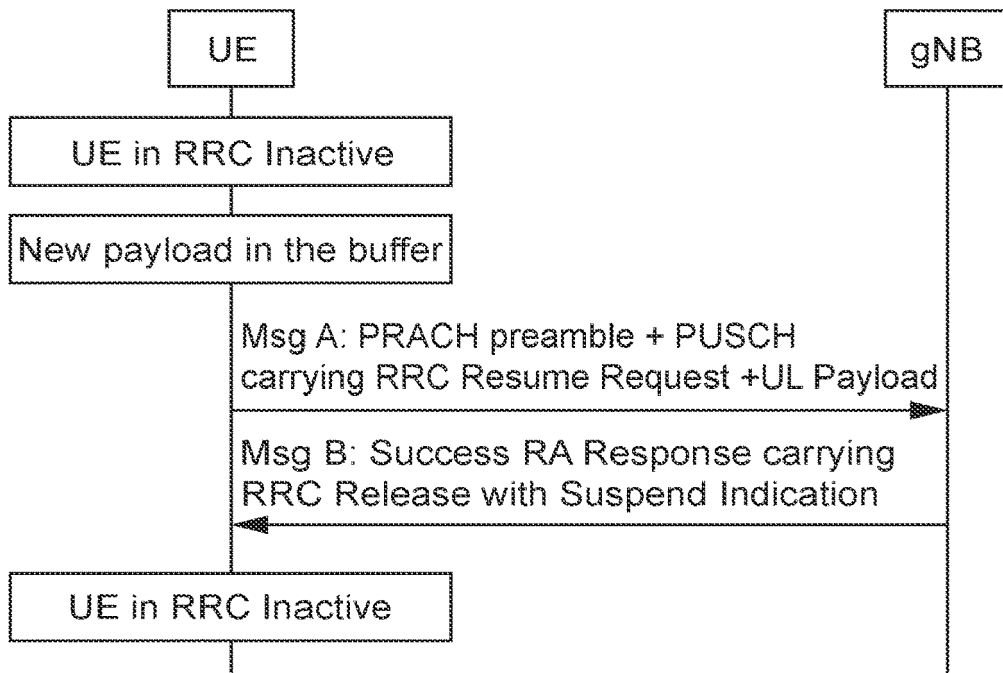 UE
gNB
UE in RRC Inactive
New payload in the buffer
Msg A: PRACH preamble + PUSCH
carrying RRC Resume Request +UL Payload
Msg B: Success RA Response carrying
RRC Release with Suspend Indication
UE in RRC Inactive